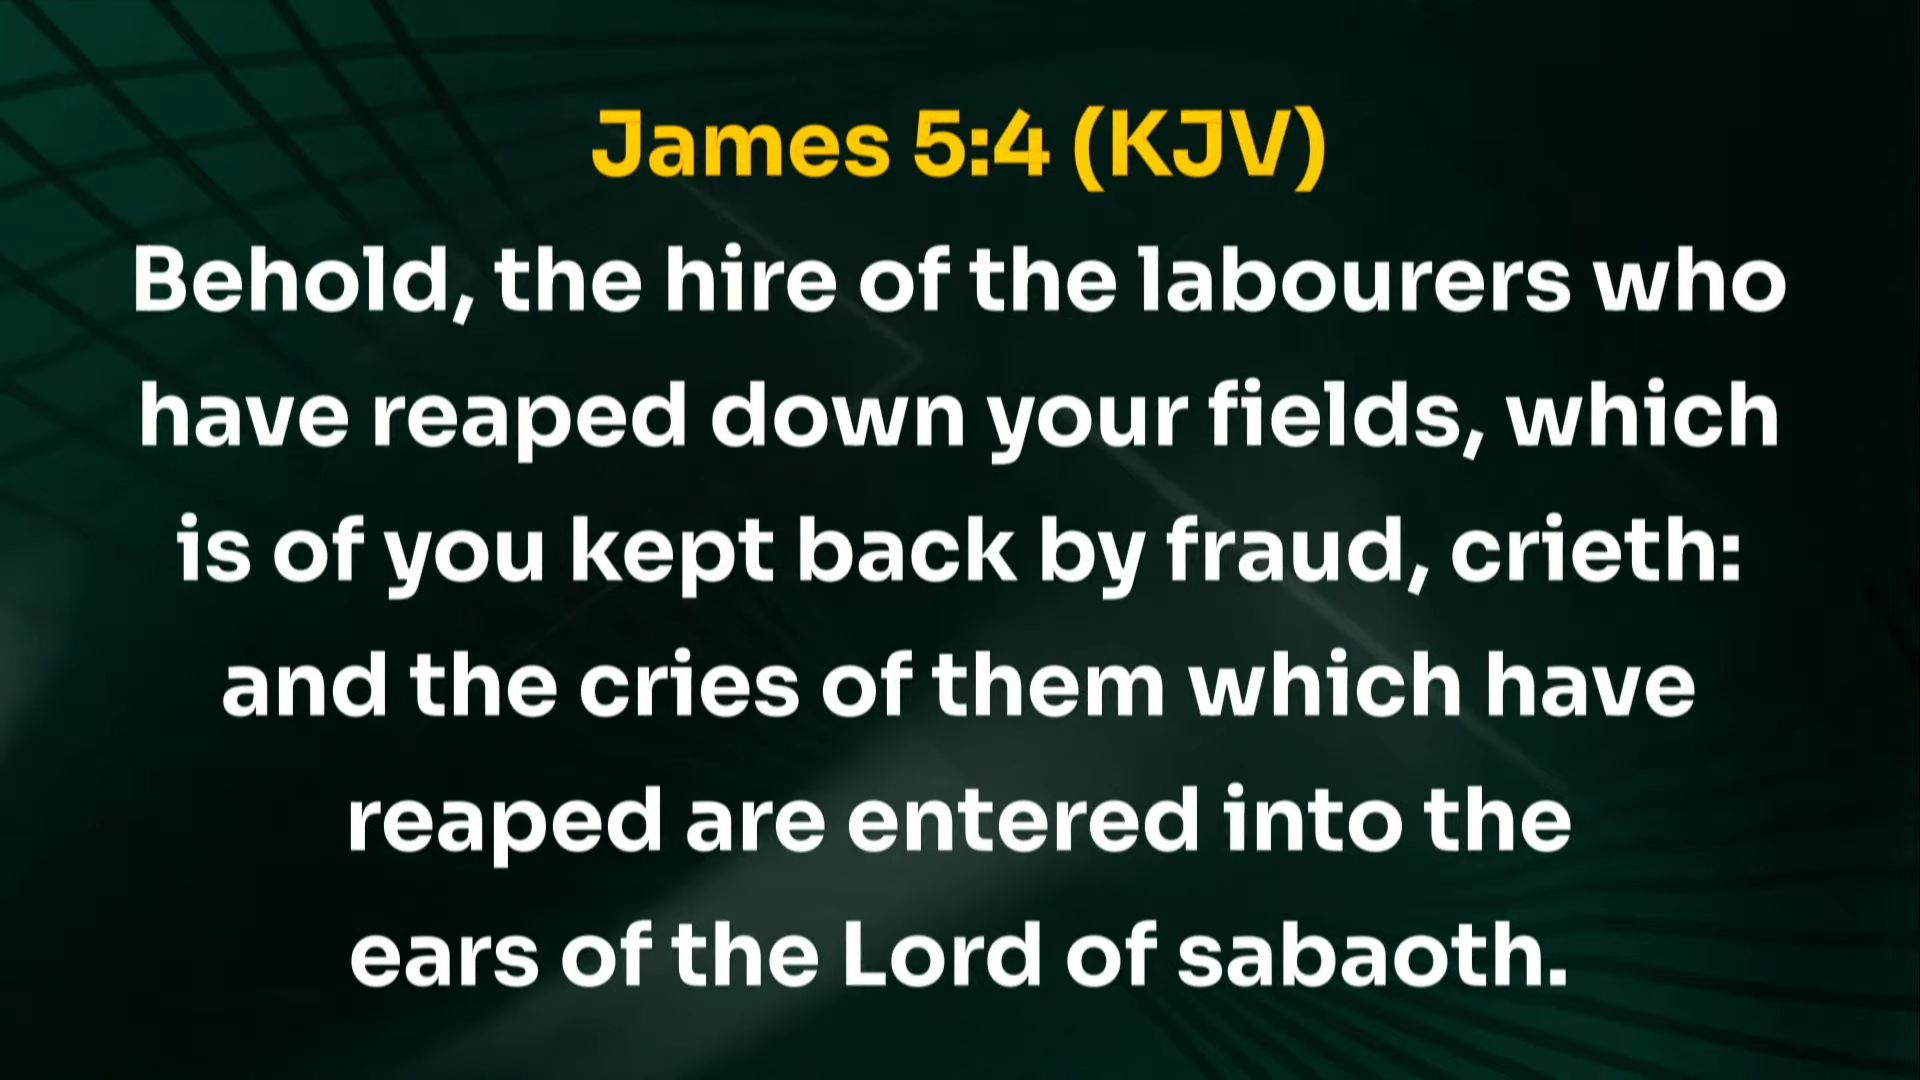 James 5:4 (KJV)
Behold, the hire of the labourers who
have reaped down your fields, which
is of you kept back by fraud, crieth:
and the cries of them which have
reaped are entered into the
ears of the Lord of sabaoth.